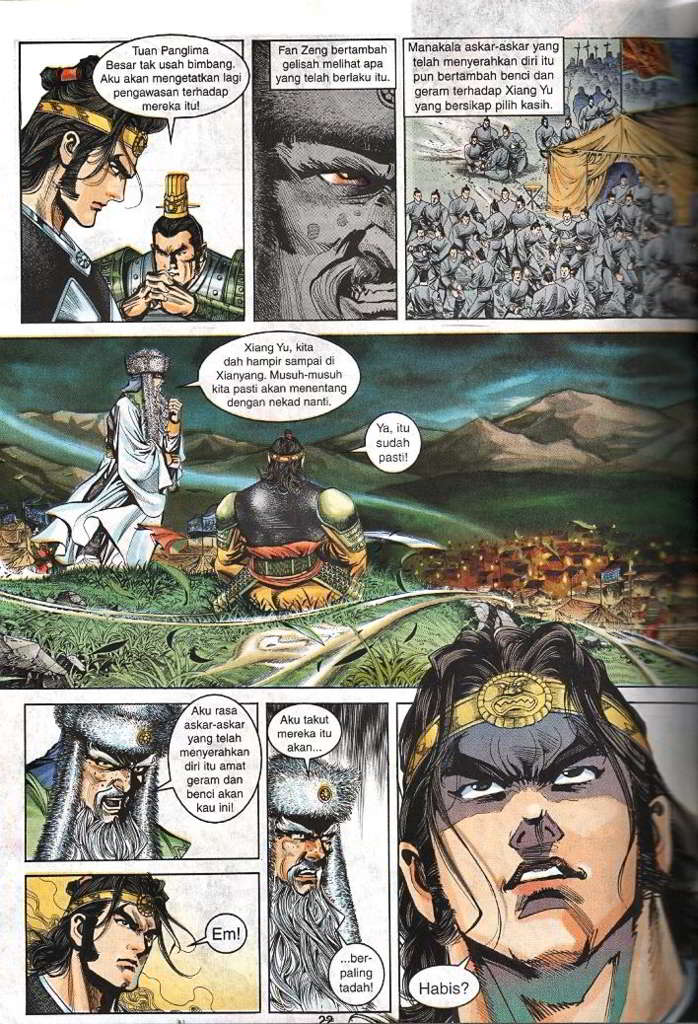 Tuan Panglima
Besar tak usah bimbang.
Aku akan mengetatkan lagi
pengawasan terhadap
mereka itu!
Fan Zeng bertambah
gelisah melihat apa
yang telah berlaku itu.
Manakala askar-askar yang
telah menyerahkan diri itu
pun bertambah benci dan
geram terhadap Xiang Yu
yang bersikap pilih kasih.
Xiang Yu, kita
dah hampir sampai di
Xianyang. Musuh-musuh
kita pasti akan menentang
dengan nekad nanti.
Ya, itu
sudah
pasti!
Aku rasa
askar-askar
yang telah
menyerahkan
diri itu amat
geram dan
benci akan
kau ini!
Em!
Aku takut
mereka itu
akan...
...ber-
paling
tadah!
Habis?
29